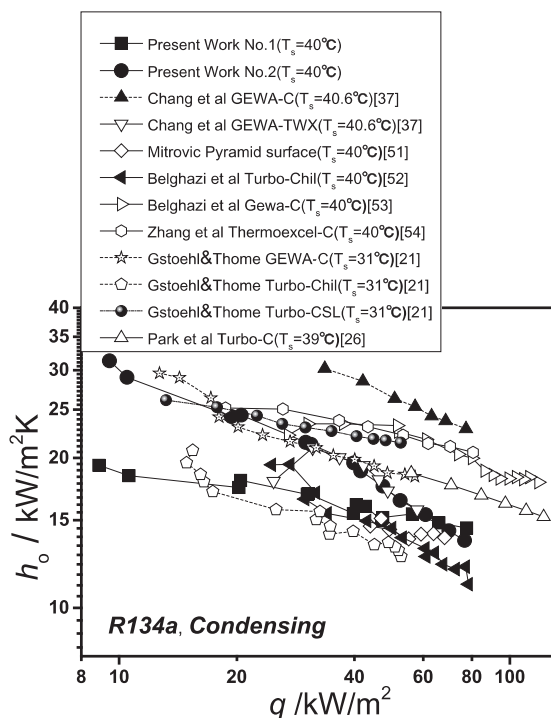 Present Work No.1(Ts=40℃)
Present Work No.2(Ts=40℃)
Chang et al GEWA-C(Ts=40.6℃)[37]
Chang et al GEWA-TWX(Ts=40.6℃)[37]
Mitrovic Pyramid surface(Ts=40℃)[51]
Belghazi et al Turbo-Chil(Ts=40℃)[52]
Belghazi et al Gewa-C(Ts=40℃)[53]
Zhang et al Thermoexcel-C(Ts=40℃)[54]
Gstoehl&Thome GEWA-C(Ts=31℃)[21]
Gstoehl&Thome Turbo-Chil(Ts=31℃)[21]
Gstoehl&Thome Turbo-CSL(Ts=31℃)[21]
Park et al Turbo-C(Ts=39℃)[26]
40
30
25
20
15
10
8
ho / kW/m2K
R134a, Condensing
8 10 20 40 60 80 100
q /kW/m2